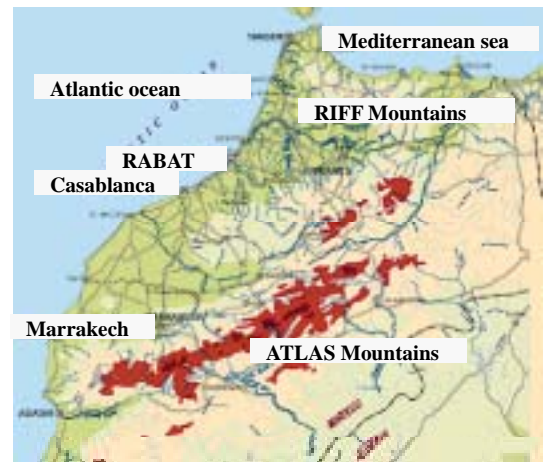 Mediterranean sea
Atlantic ocean
RIFF Mountains
RABAT
Casablanca
Marrakech
ATLAS Mountains